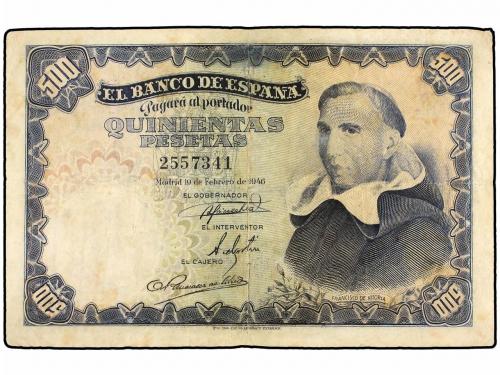 500
500
EL BANCO DE ESPAÑA
Pagará al portador
QUINIENTAS
PESETAS
2557341
Madrid 19 de Febrero de 1946
EL GOBERNADOR
EL INTERVENTOR
EL CAJERO
FRANCISCO DE VITORIA
500
500